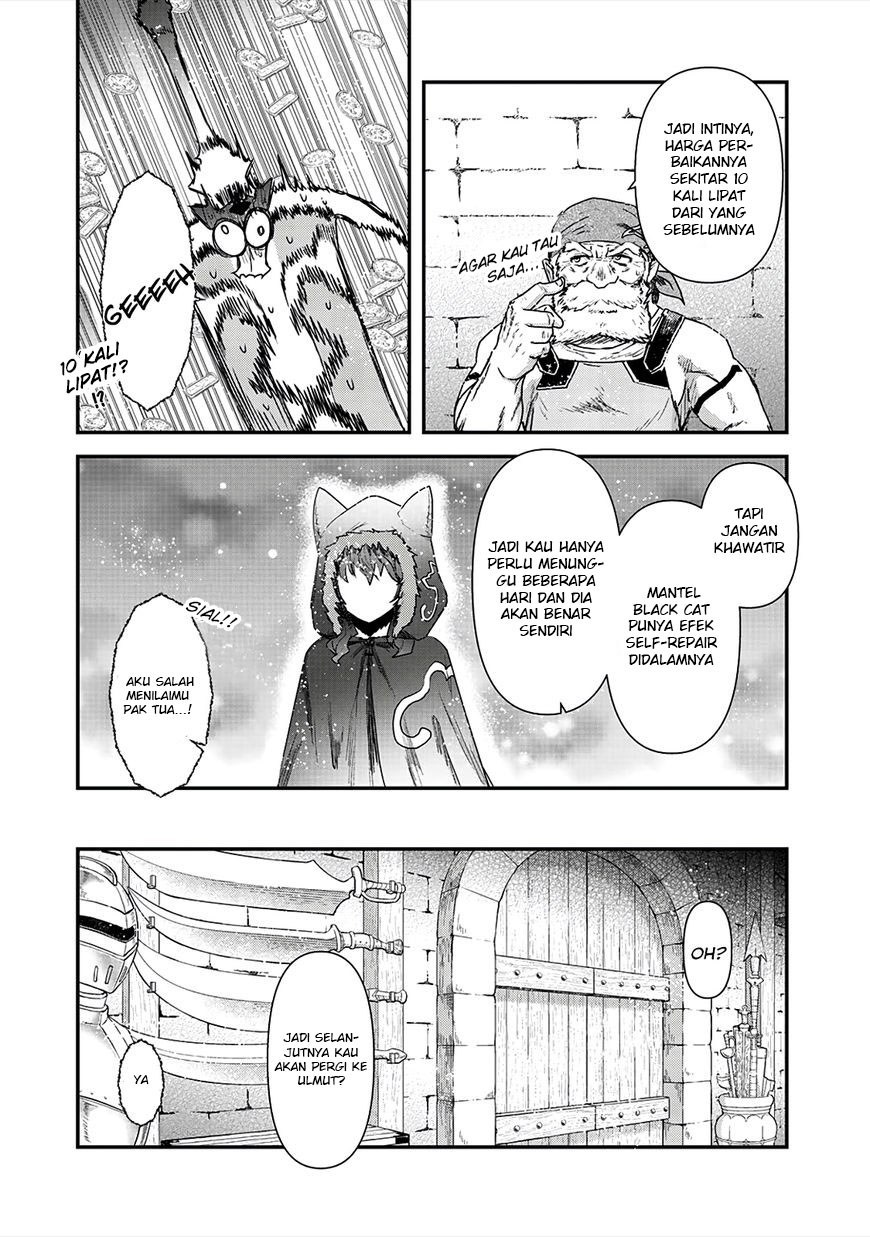 JADI INTINYA,
HARGA PER-
BAIKANNYA
SEKITAR 10
KALI LIPAT
DARI YANG
SEBELUMNYA
AGAR KAU TAU
SAJA...
GEEEEH
10 KALI
LIPAT!?
!?
TAPI
JANGAN
KHAWATIR
MANTEL
BLACK CAT
PUNYA EFEK
SELF-REPAIR
DIDALAMNYA
JADI KAU HANYA
PERLU MENUNG-
GU BEBERAPA
HARI DAN DIA
AKAN BENAR
SENDIRI
SIAL!!
AKU SALAH
MENILAIMU
PAK TUA...!
OH?
JADI SELAN-
JUTNYA KAU
AKAN PERGI KE
ULMUT?
YA